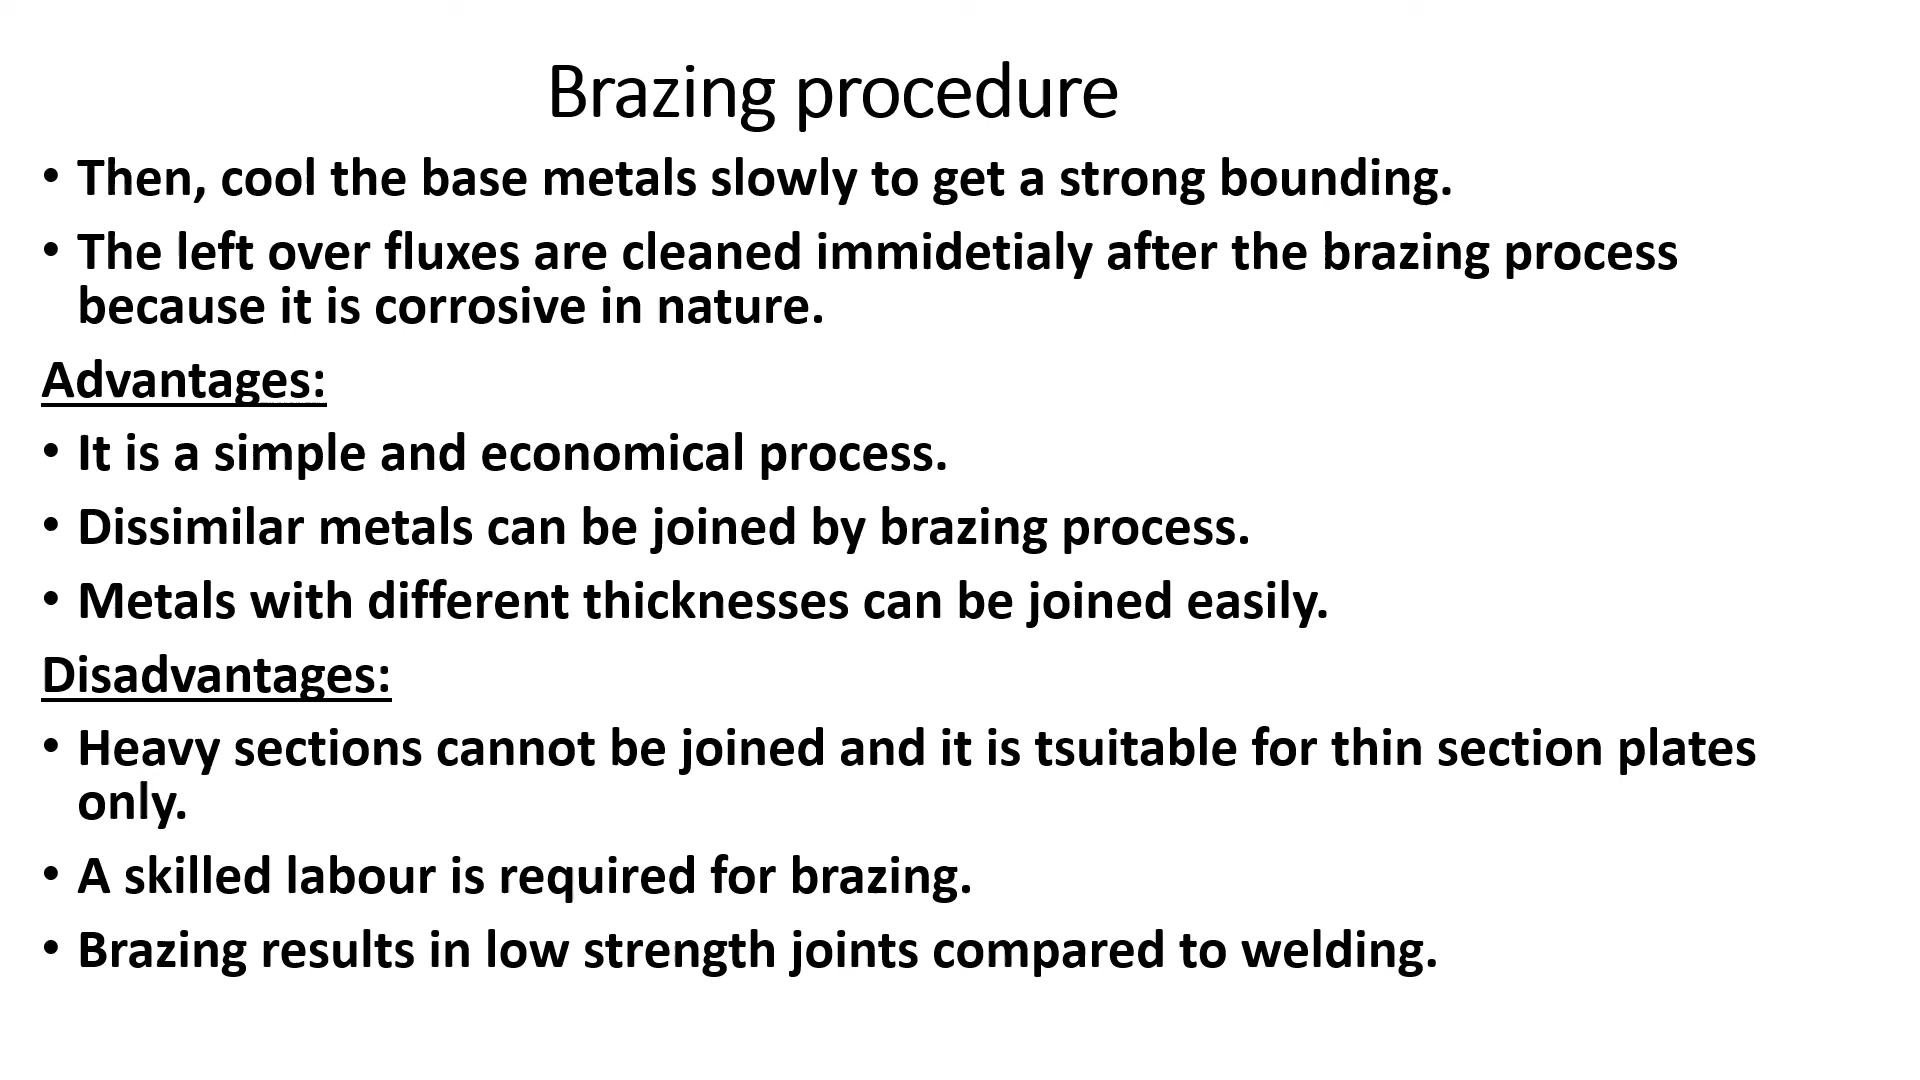 Brazing procedure
• Then, cool the base metals slowly to get a strong bounding.
• The left over fluxes are cleaned immidetialy after the brazing process
because it is corrosive in nature.
Advantages:
• It is a simple and economical process.
• Dissimilar metals can be joined by brazing process.
• Metals with different thicknesses can be joined easily.
Disadvantages:
• Heavy sections cannot be joined and it is tsuitable for thin section plates
only.
• A skilled labour is required for brazing.
• Brazing results in low strength joints compared to welding.